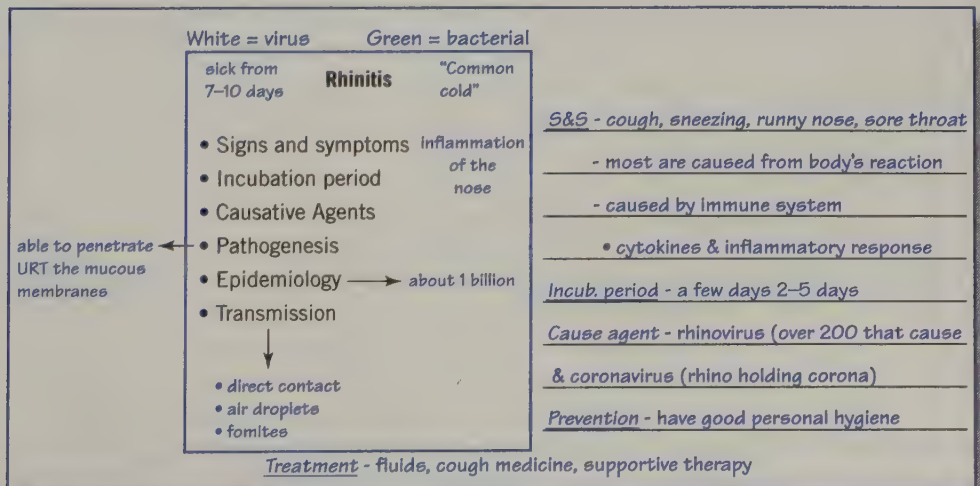 White = virus
Green = bacterial
sick from
7–10 days
Rhinitis
"Common
cold"
• Signs and symptoms
• Incubation period
• Causative Agents
• Pathogenesis
• Epidemiology
• Transmission
inflammation
of the
nose
able to penetrate
URT the mucous
membranes
about 1 billion
• direct contact
• air droplets
• fomites
S&S - cough, sneezing, runny nose, sore throat
- most are caused from body's reaction
- caused by immune system
• cytokines & inflammatory response
Incub. period - a few days 2–5 days
Cause agent - rhinovirus (over 200 that cause
& coronavirus (rhino holding corona)
Prevention - have good personal hygiene
Treatment - fluids, cough medicine, supportive therapy